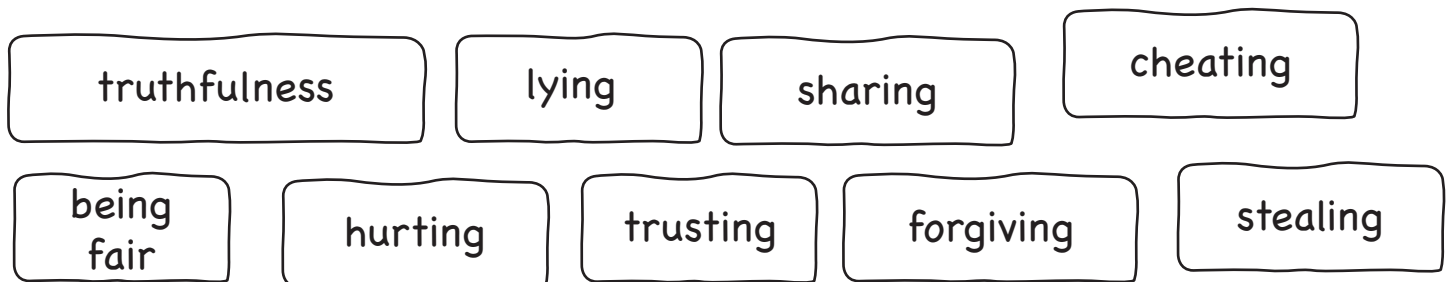 truthfulness
lying
sharing
cheating
being
fair
hurting
trusting
forgiving
stealing